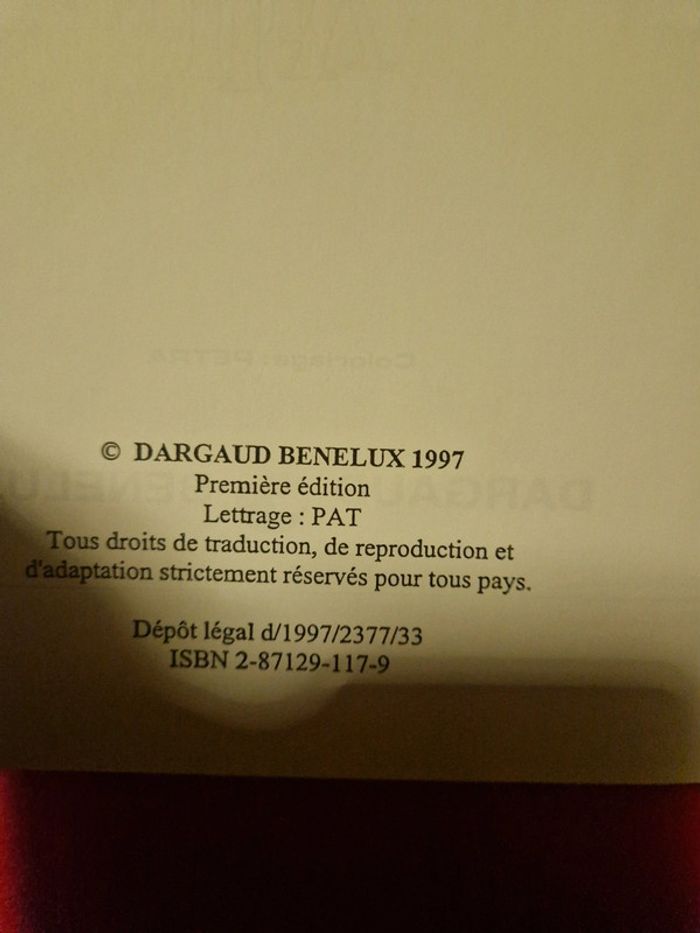 © DARGAUD BENELUX 1997
Première édition
Lettrage : PAT
Tous droits de traduction, de reproduction et
d'adaptation strictement réservés pour tous pays.
Dépôt légal d/1997/2377/33
ISBN 2-87129-117-9